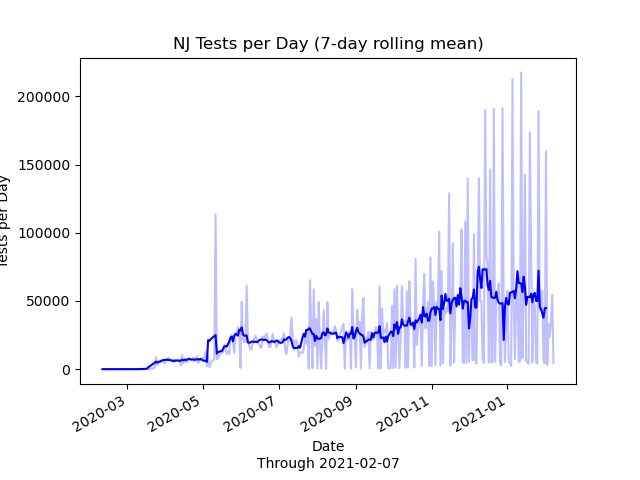 NJ Tests per Day (7-day rolling mean)
Tests per Day
200000
150000
100000
50000
0
2020-03
2020-05
2020-07
2020-09
2020-11
2021-01
Date
Through 2021-02-07